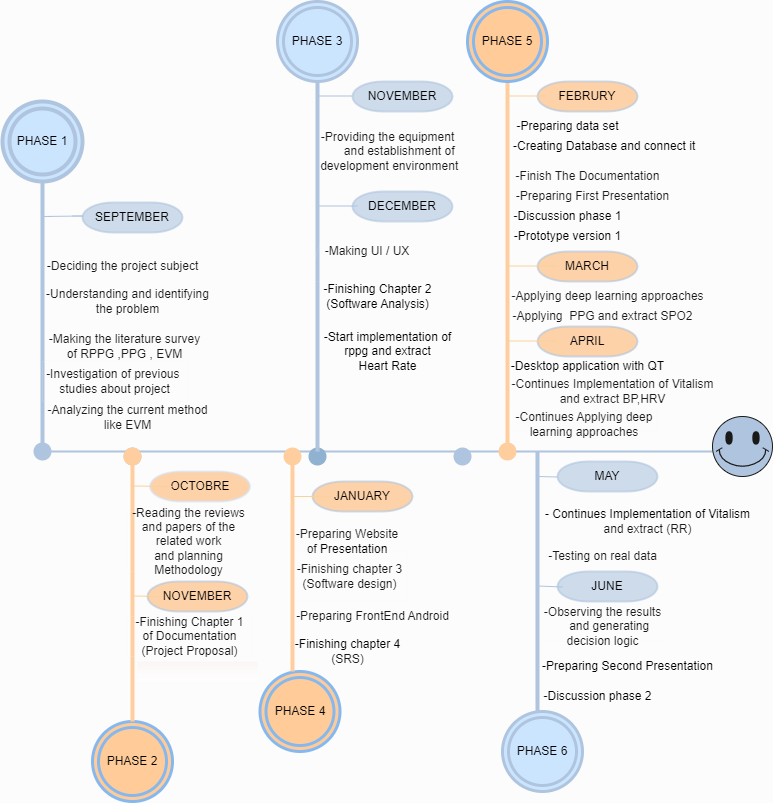 PHASE 1
SEPTEMBER
-Deciding the project subject
-Understanding and identifying
the problem
-Making the literature survey
of RPPG ,PPG , EVM
-Investigation of previous
studies about project
-Analyzing the current method
like EVM
OCTOBRE
-Reading the reviews
and papers of the
related work
and planning
Methodology
NOVEMBER
-Finishing Chapter 1
of Documentation
(Project Proposal)
PHASE 2
PHASE 3
NOVEMBER
-Providing the equipment
and establishment of
development environment
DECEMBER
-Making UI / UX
-Finishing Chapter 2
(Software Analysis)
-Start implementation of
rppg and extract
Heart Rate
JANUARY
-Preparing Website
of Presentation
-Finishing chapter 3
(Software design)
-Preparing FrontEnd Android
-Finishing chapter 4
(SRS)
PHASE 4
PHASE 5
FEBRURY
-Preparing data set
-Creating Database and connect it
-Finish The Documentation
-Preparing First Presentation
-Discussion phase 1
-Prototype version 1
MARCH
-Applying deep learning approaches
-Applying PPG and extract SPO2
APRIL
-Desktop application with QT
-Continues Implementation of Vitalism
and extract BP,HRV
-Continues Applying deep
learning approaches
MAY
- Continues Implementation of Vitalism
and extract (RR)
-Testing on real data
JUNE
-Observing the results
and generating
decision logic
-Preparing Second Presentation
-Discussion phase 2
PHASE 6